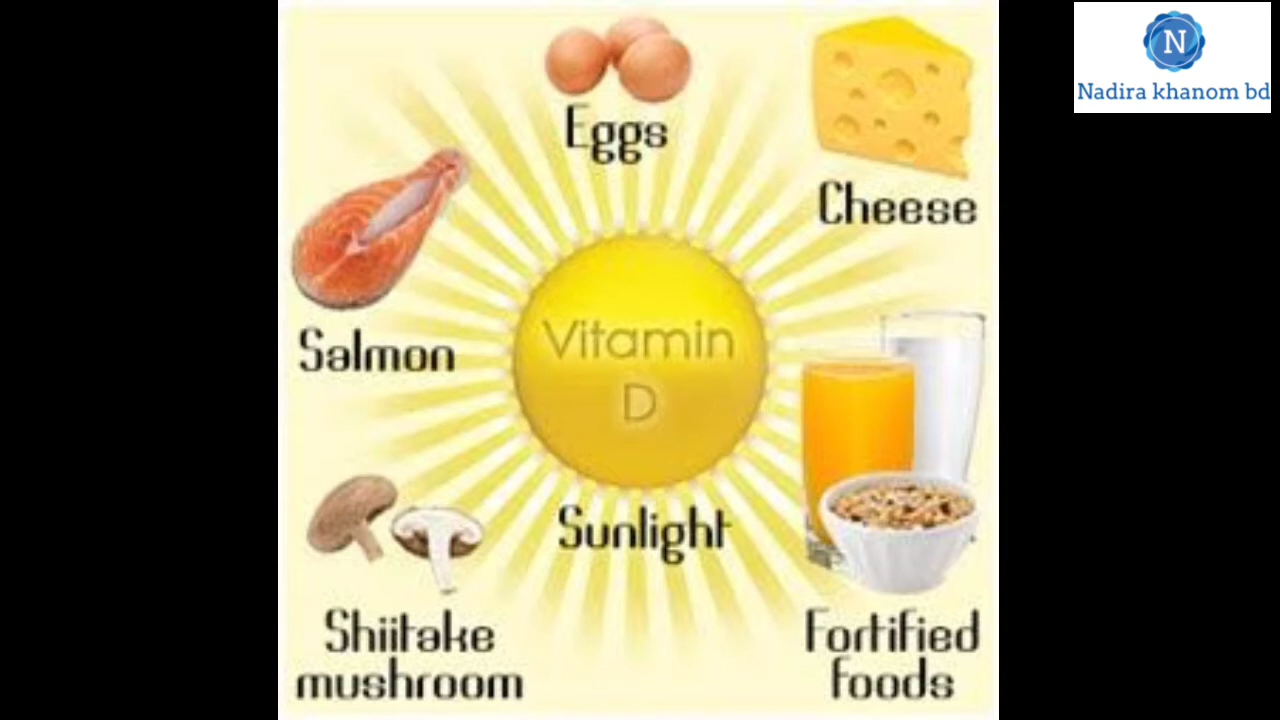 N
Nadira khanom bd
Eggs
Cheese
Salmon
Vitamin
D
Sunlight
Shiitake
mushroom
Fortified
foods